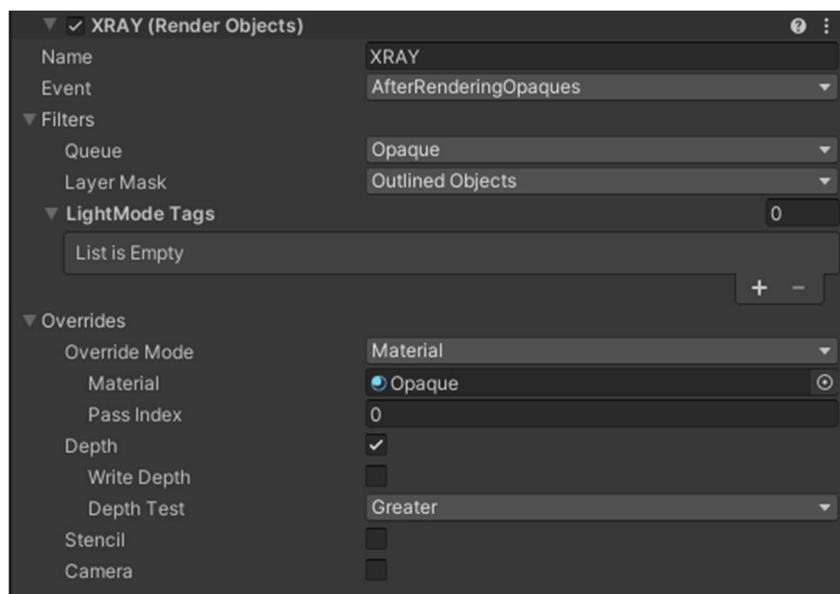 XRAY (Render Objects)
Name XRAY
Event AfterRenderingOpaques
Filters
Queue Opaque
Layer Mask Outlined Objects
LightMode Tags 0
List is Empty
+ −
Overrides
Override Mode Material
Material Opaque
Pass Index 0
Depth
Write Depth
Depth Test Greater
Stencil
Camera